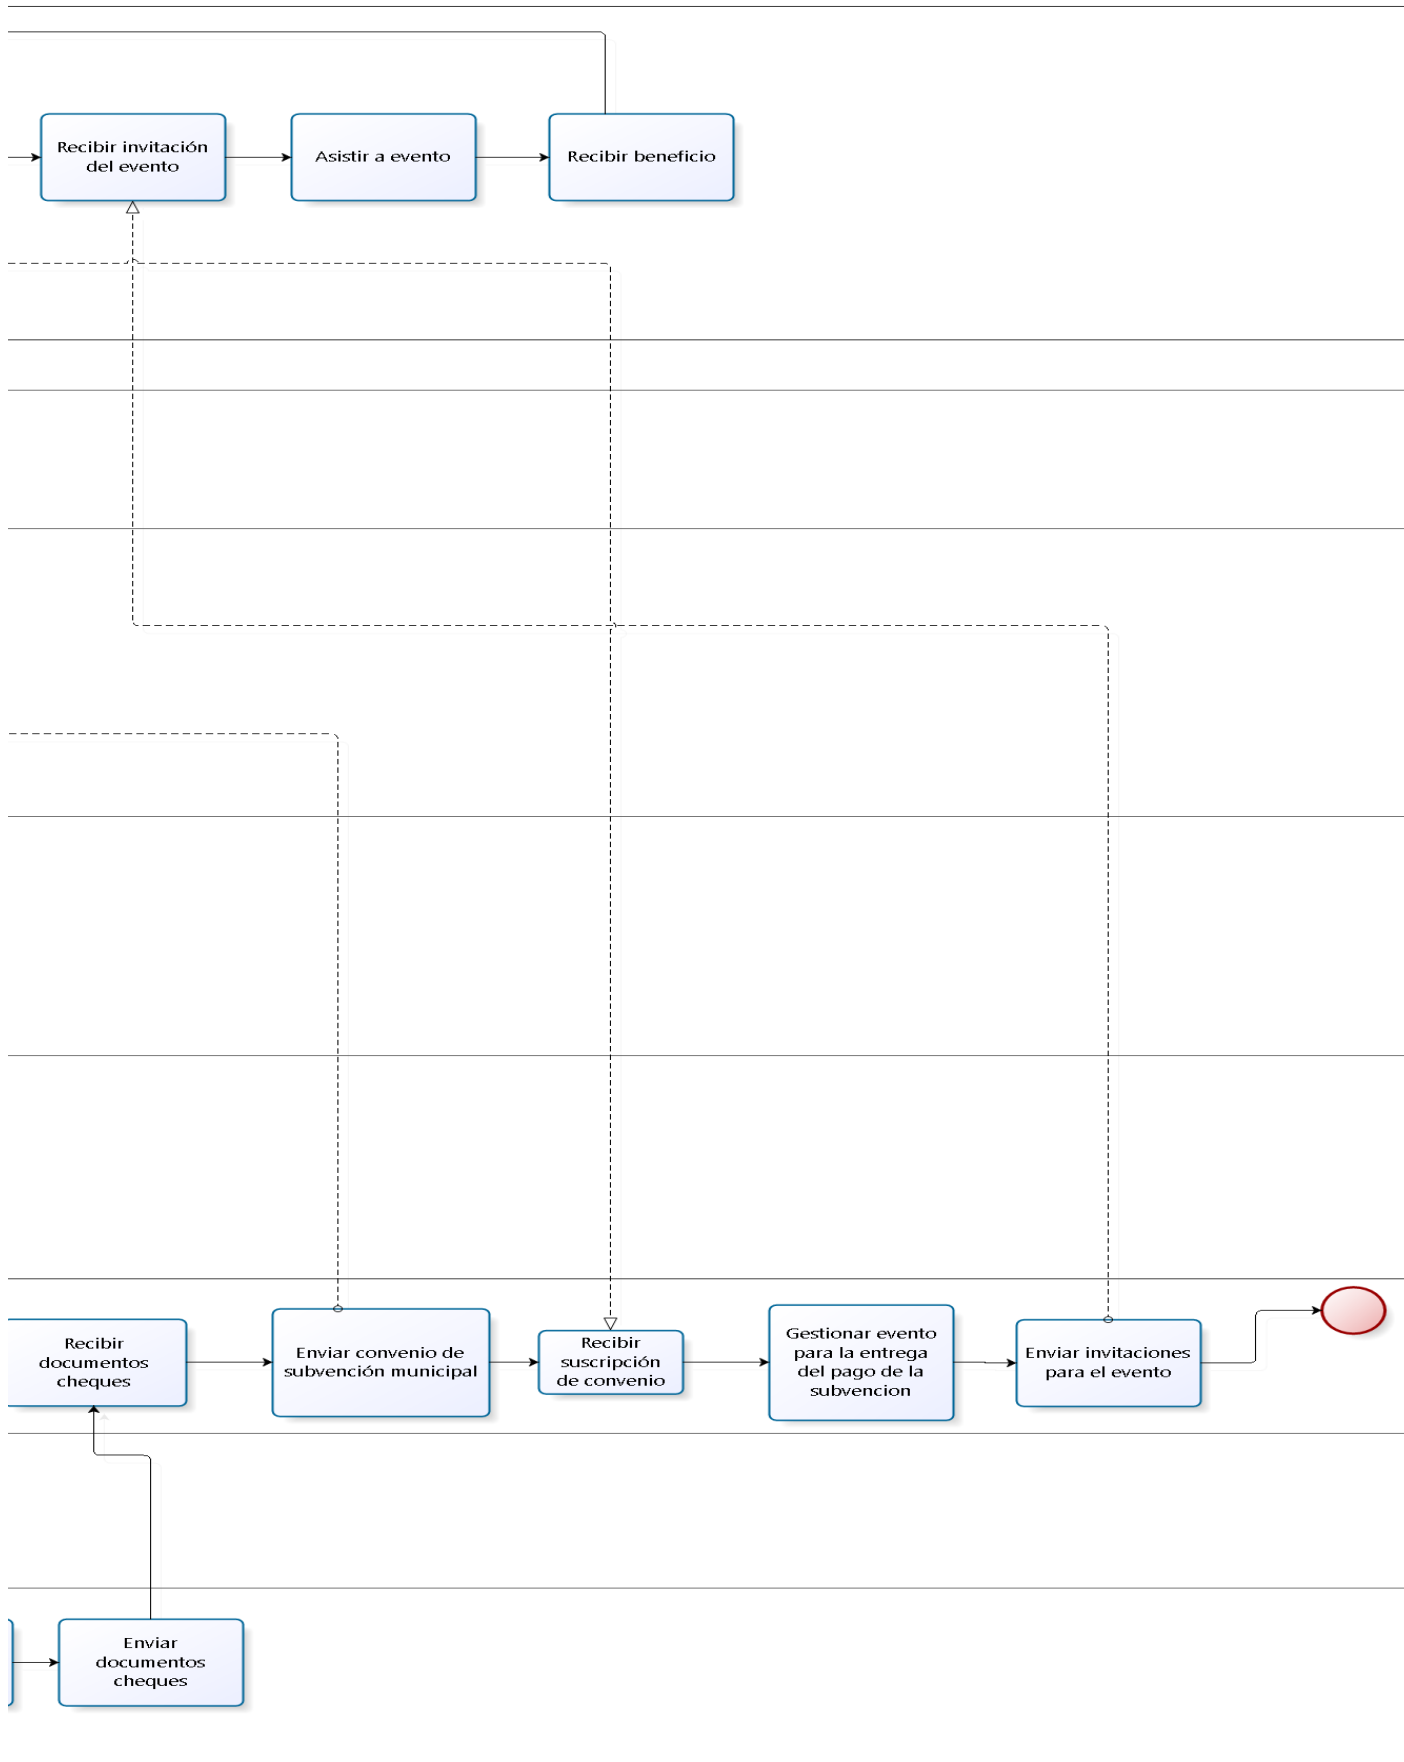 Recibir invitación
del evento
Asistir a evento
Recibir beneficio
Recibir
documentos
cheques
Enviar convenio de
subvención municipal
Recibir
suscripción
de convenio
Gestionar evento
para la entrega
del pago de la
subvencion
Enviar invitaciones
para el evento
Enviar
documentos
cheques